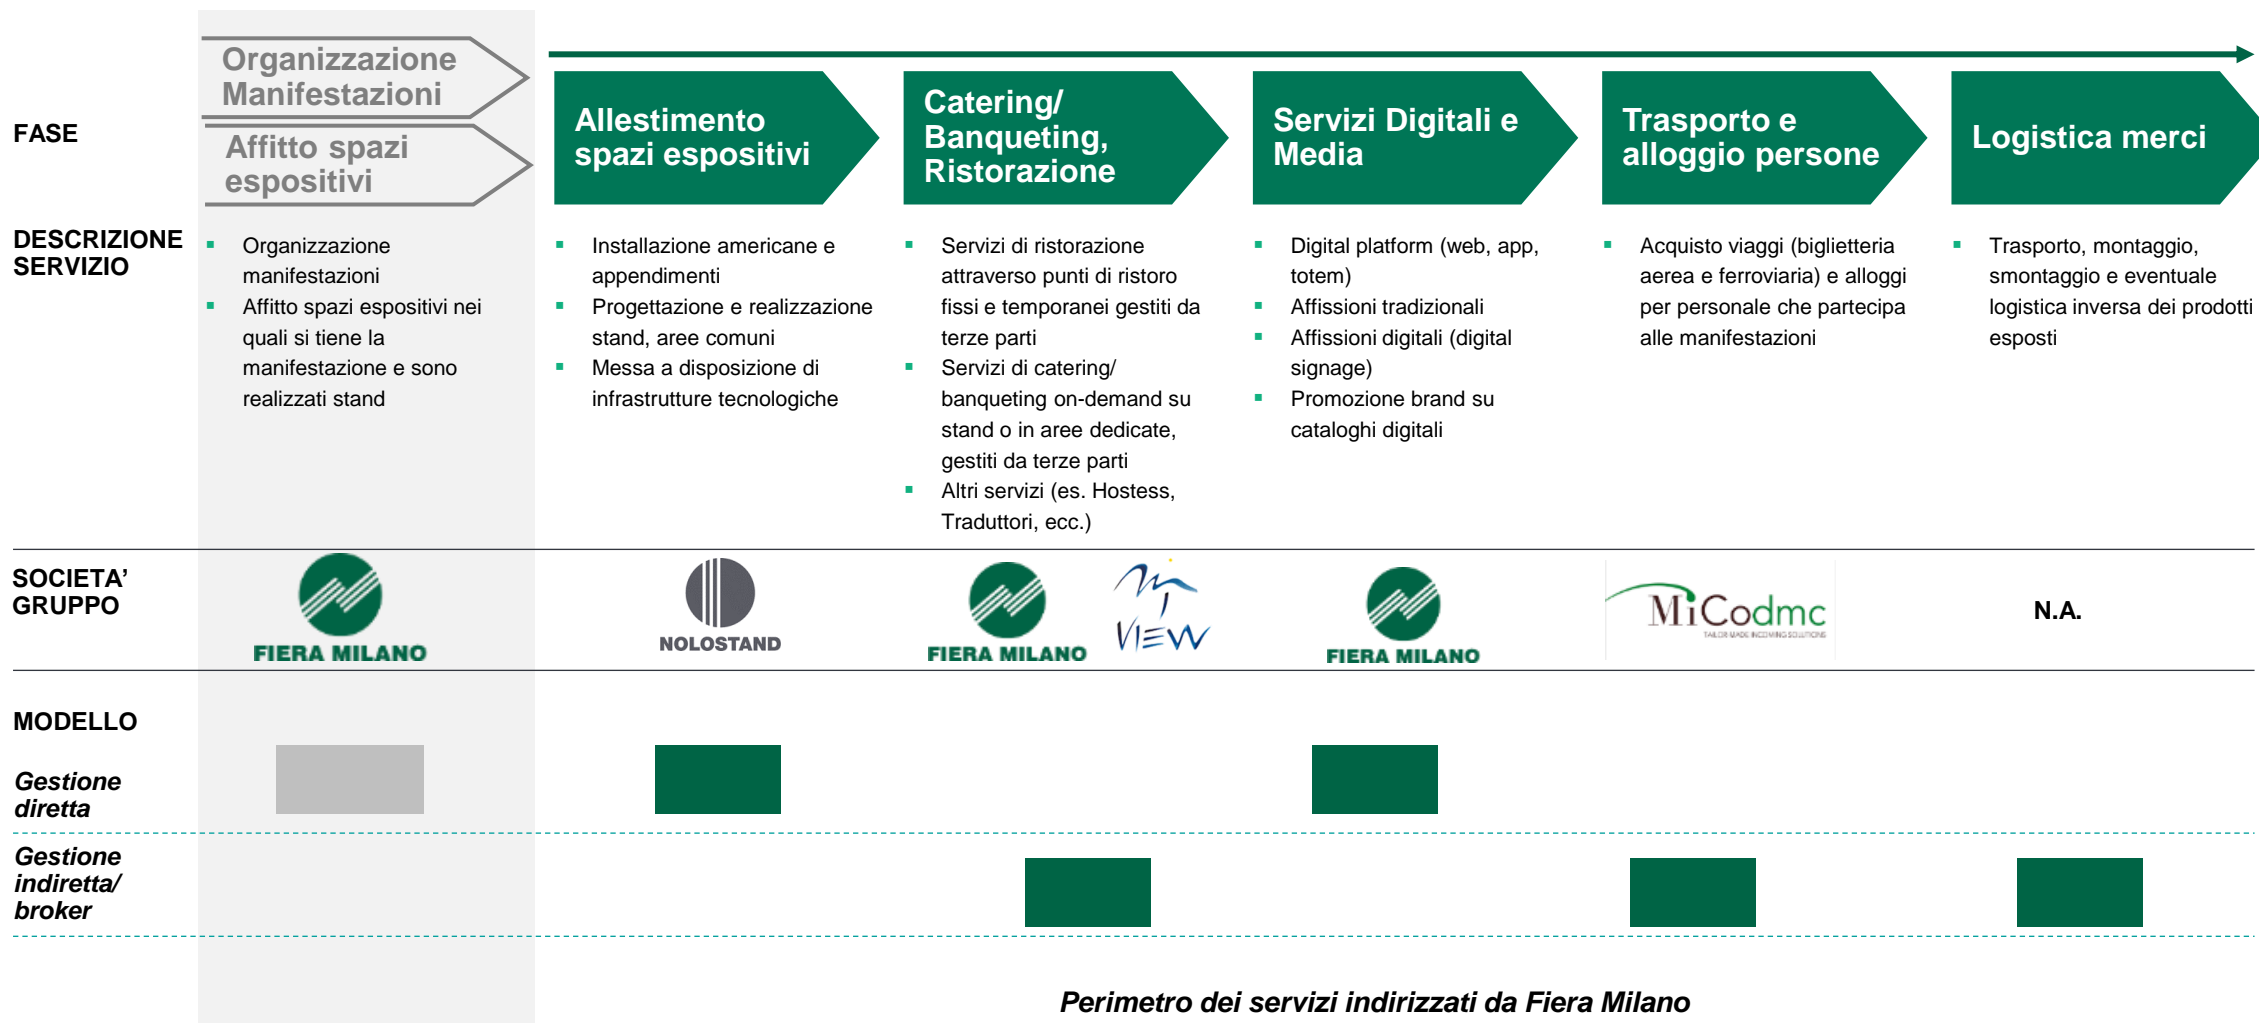 FASE
Organizzazione
Manifestazioni
Affitto spazi
espositivi
Allestimento
spazi espositivi
Catering/
Banqueting,
Ristorazione
Servizi Digitali e
Media
Trasporto e
alloggio persone
Logistica merci
DESCRIZIONE
SERVIZIO
▪ Organizzazione
manifestazioni
▪ Affitto spazi espositivi nei
quali si tiene la
manifestazione e sono
realizzati stand
▪ Installazione americane e
appendimenti
▪ Progettazione e realizzazione
stand, aree comuni
▪ Messa a disposizione di
infrastrutture tecnologiche
▪ Servizi di ristorazione
attraverso punti di ristoro
fissi e temporanei gestiti da
terze parti
▪ Servizi di catering/
banqueting on-demand su
stand o in aree dedicate,
gestiti da terze parti
▪ Altri servizi (es. Hostess,
Traduttori, ecc.)
▪ Digital platform (web, app,
totem)
▪ Affissioni tradizionali
▪ Affissioni digitali (digital
signage)
▪ Promozione brand su
cataloghi digitali
▪ Acquisto viaggi (biglietteria
aerea e ferroviaria) e alloggi
per personale che partecipa
alle manifestazioni
▪ Trasporto, montaggio,
smontaggio e eventuale
logistica inversa dei prodotti
esposti
SOCIETA'
GRUPPO
FIERA MILANO
NOLOSTAND
FIERA MILANO
Mi
VIEW
FIERA MILANO
MiCodmc
TAILOR MADE INCOMING SOLUTIONS
N.A.
MODELLO
Gestione
diretta
Gestione
indiretta/
broker
Perimetro dei servizi indirizzati da Fiera Milano